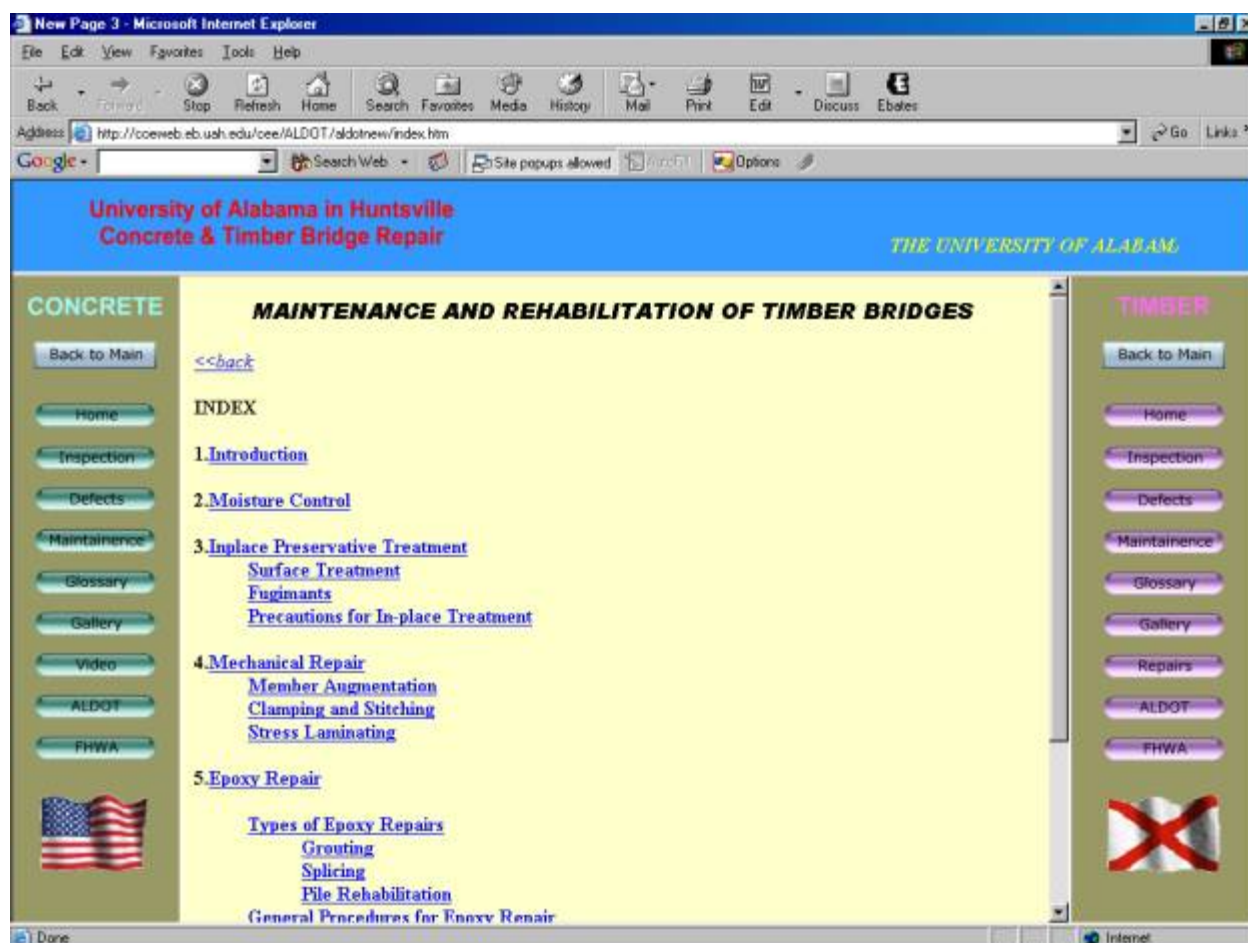 New Page 3 - Microsoft Internet Explorer
File Edit View Favorites Tools Help
Back Forward Stop Refresh Home Search Favorites Media History Mail Print Edit Discuss Ebates
Address http://coeweb.eb.uah.edu/cee/ALDOT/aldotnew/index.htm Go Links
Google Search Web Site popups allowed AutoFill Options
University of Alabama in Huntsville
Concrete & Timber Bridge Repair
THE UNIVERSITY OF ALABAM
CONCRETE
Back to Main
Home
Inspection
Defects
Maintainence
Glossary
Gallery
Video
ALDOT
FHWA
MAINTENANCE AND REHABILITATION OF TIMBER BRIDGES
<<back
INDEX
1.Introduction
2.Moisture Control
3.Inplace Preservative Treatment
Surface Treatment
Fugimants
Precautions for In-place Treatment
4.Mechanical Repair
Member Augmentation
Clamping and Stitching
Stress Laminating
5.Epoxy Repair
Types of Epoxy Repairs
Grouting
Splicing
Pile Rehabilitation
General Procedures for Epoxy Repair
TIMBER
Back to Main
Home
Inspection
Defects
Maintainence
Glossary
Gallery
Repairs
ALDOT
FHWA
Done Internet